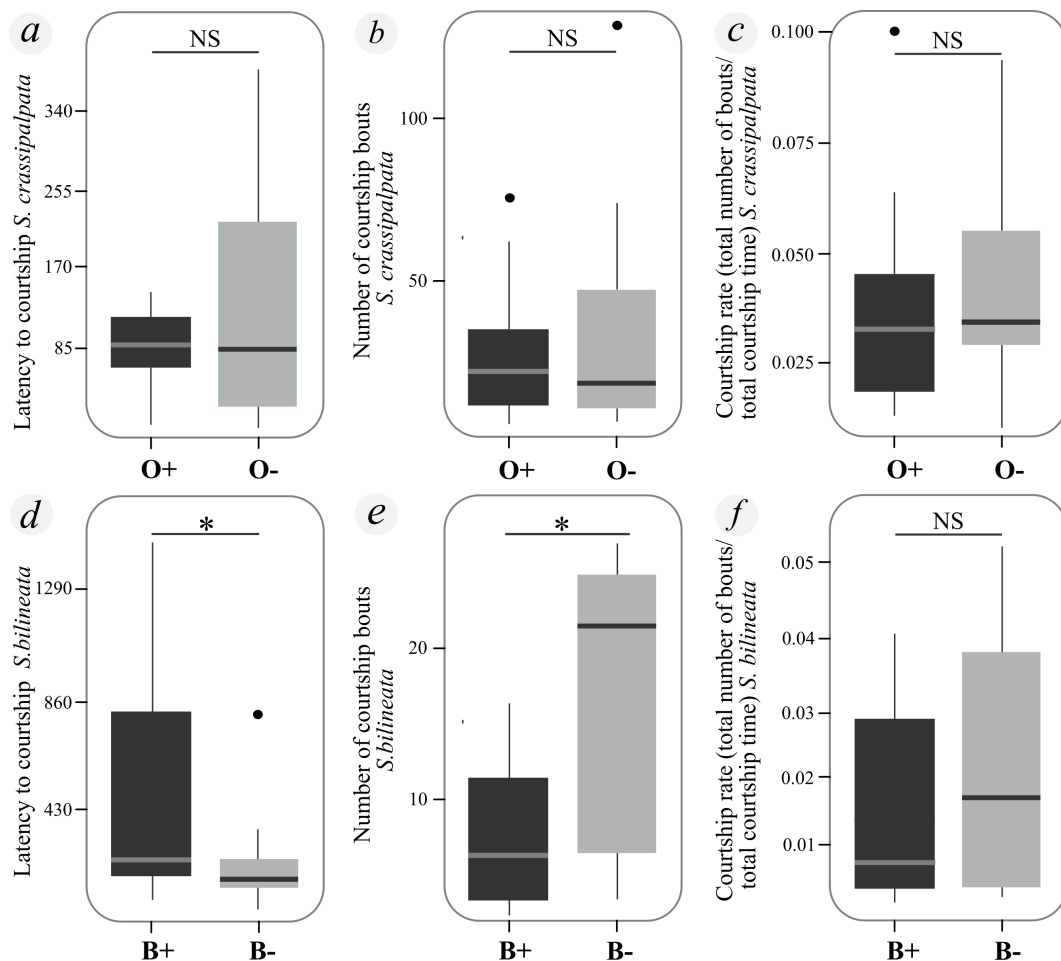 a
NS
Latency to courtship S. crassipalpata
340
255
170
85
O+ O-
b
NS
Number of courtship bouts
S. crassipalpata
100
50
O+ O-
c
NS
Courtship rate (total number of bouts/
total courtship time) S. crassipalpata
0.100
0.075
0.050
0.025
O+ O-
d
*
Latency to courtship S.bilineata
1290
860
430
B+ B-
e
*
Number of courtship bouts
S.bilineata
20
10
B+ B-
f
NS
Courtship rate (total number of bouts/
total courtship time) S. bilineata
0.05
0.04
0.03
0.02
0.01
B+ B-